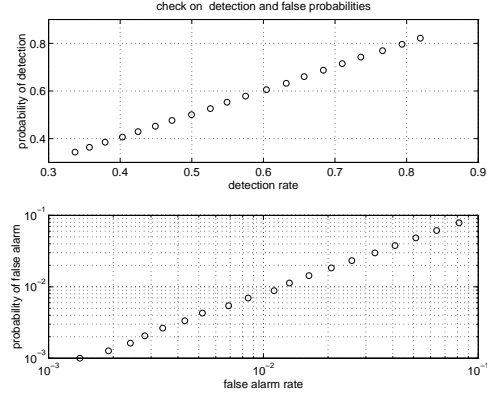 check on detection and false probabilities
probability of detection
0.8
0.6
0.4
0.3 0.4 0.5 0.6 0.7 0.8 0.9
detection rate
probability of false alarm
10−1
10−2
10−3
10−3 10−2 10−1
false alarm rate